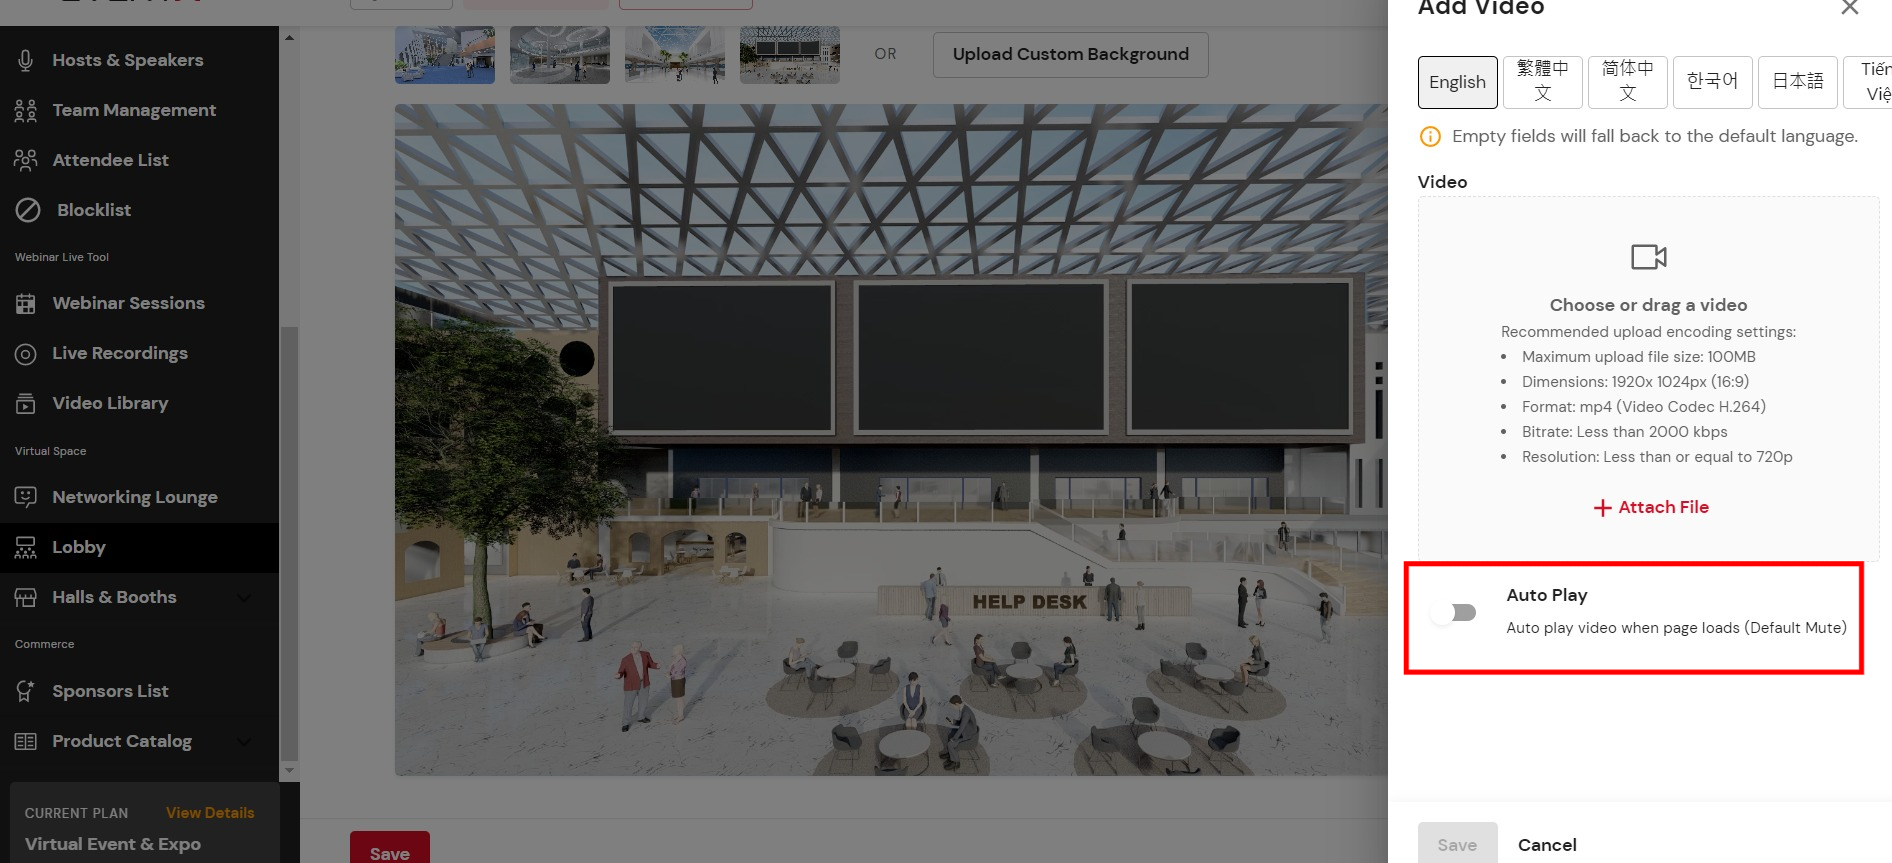 Hosts & Speakers
Team Management
Attendee List
Blocklist
Webinar Live Tool
Webinar Sessions
Live Recordings
Video Library
Virtual Space
Networking Lounge
Lobby
Halls & Booths
Commerce
Sponsors List
Product Catalog
CURRENT PLAN View Details
Virtual Event & Expo
OR
Upload Custom Background
HELP DESK
Save
Add Video
English
繁體中
文
简体中
文
한국어
日本語
Empty fields will fall back to the default language.
Video
Choose or drag a video
Recommended upload encoding settings:
• Maximum upload file size: 100MB
• Dimensions: 1920x 1024px (16:9)
• Format: mp4 (Video Codec H.264)
• Bitrate: Less than 2000 kbps
• Resolution: Less than or equal to 720p
+ Attach File
Auto Play
Auto play video when page loads (Default Mute)
Save Cancel